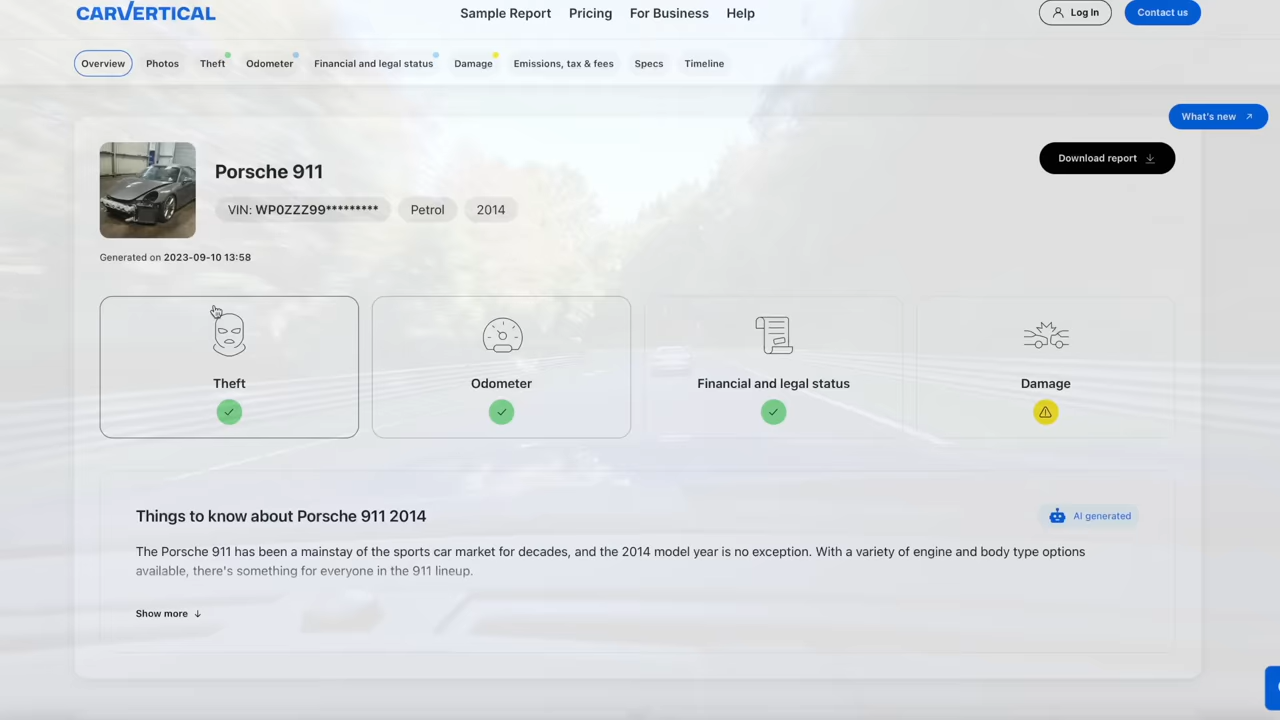 CARVERTICAL
Sample Report
Pricing
For Business
Help
Log In
Contact us
Overview
Photos
Theft
Odometer
Financial and legal status
Damage
Emissions, tax & fees
Specs
Timeline
What's new
Porsche 911
Download report
VIN: WP0ZZZ99*********
Petrol
2014
Generated on 2023-09-10 13:58
Theft
Odometer
Financial and legal status
Damage
Things to know about Porsche 911 2014
AI generated
The Porsche 911 has been a mainstay of the sports car market for decades, and the 2014 model year is no exception. With a variety of engine and body type options
available, there's something for everyone in the 911 lineup.
Show more